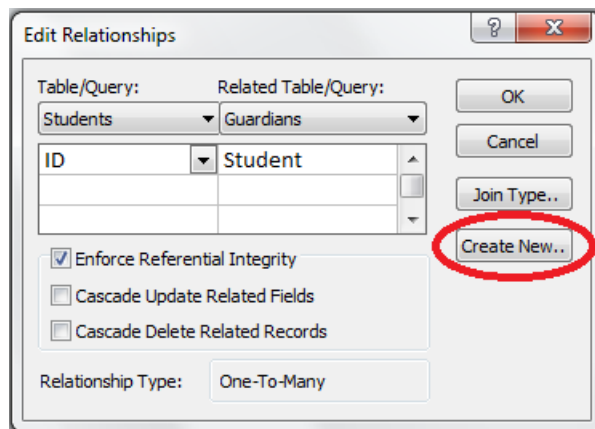 Edit Relationships
Table/Query: Related Table/Query:
Students Guardians
ID Student
Enforce Referential Integrity
Cascade Update Related Fields
Cascade Delete Related Records
Relationship Type: One-To-Many
OK
Cancel
Join Type..
Create New..